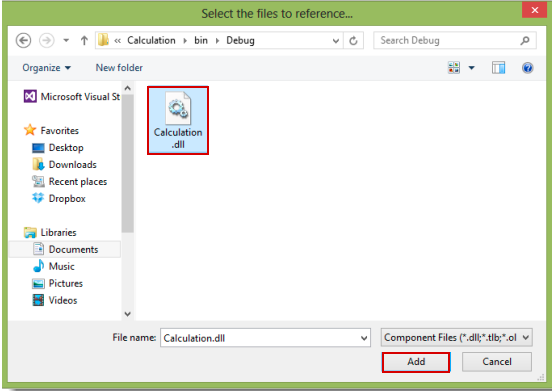 Select the files to reference...
« Calculation ▸ bin ▸ Debug
Search Debug
Organize
New folder
Microsoft Visual St
Favorites
Desktop
Downloads
Recent places
Dropbox
Libraries
Documents
Music
Pictures
Videos
Calculation
.dll
File name: Calculation.dll
Component Files (*.dll;*.tlb;*.ol
Add
Cancel